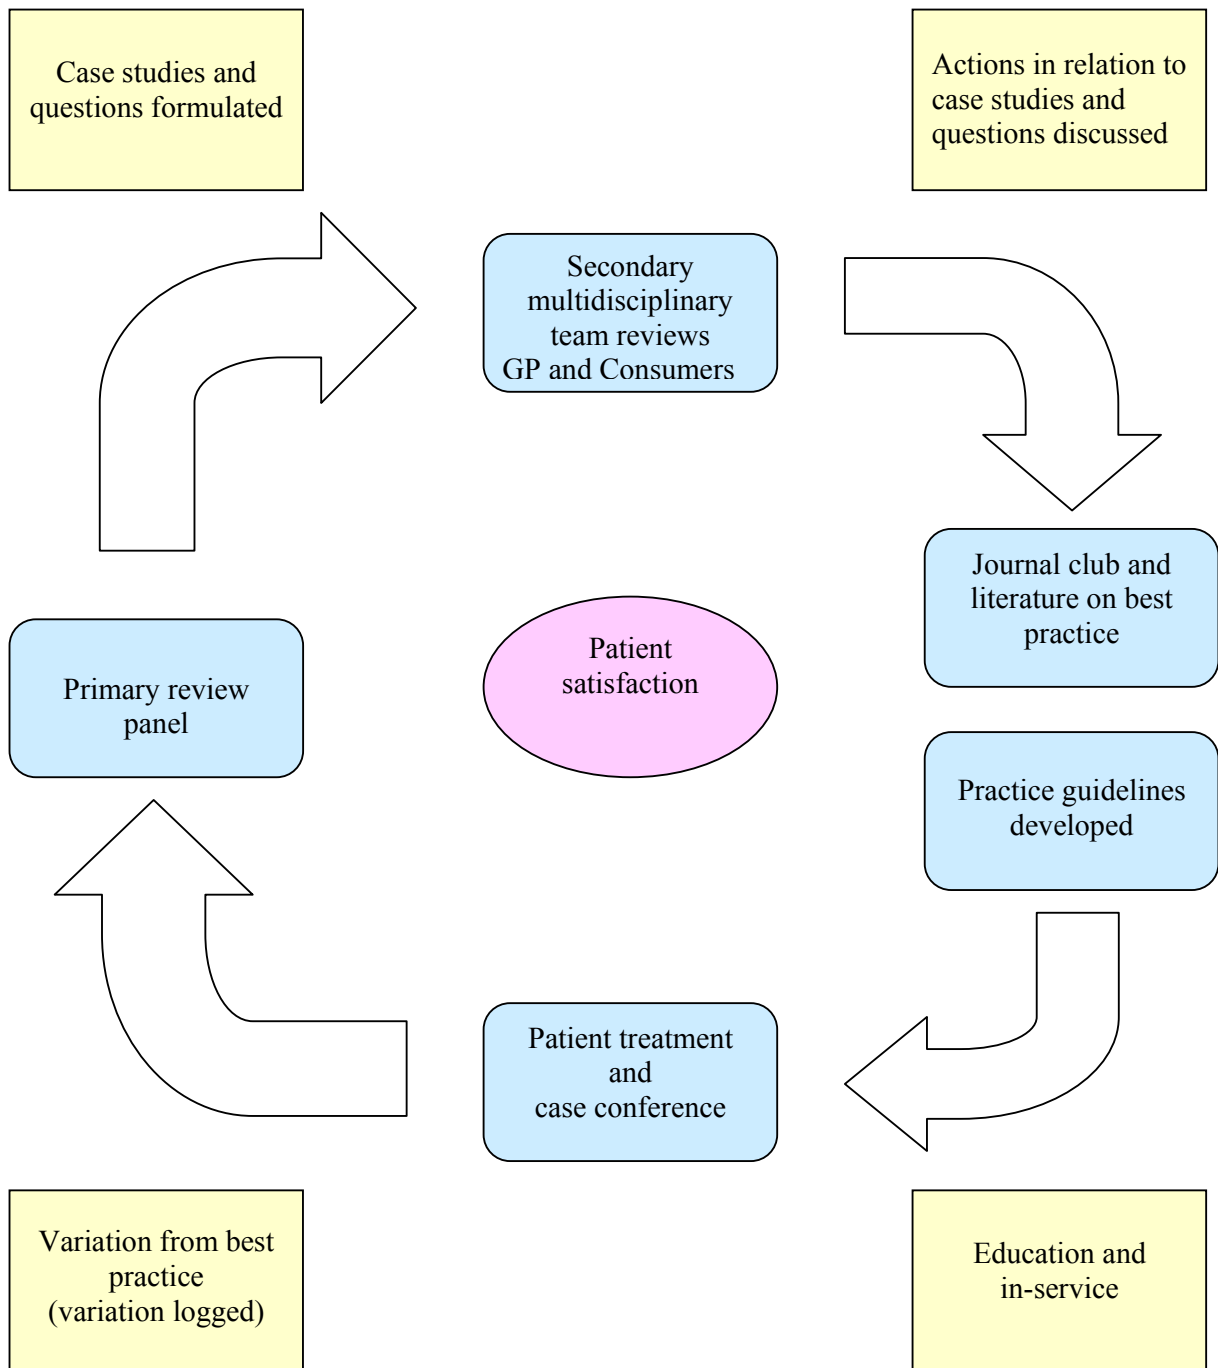 Case studies and
questions formulated
Actions in relation to
case studies and
questions discussed
Secondary
multidisciplinary
team reviews
GP and Consumers
Journal club and
literature on best
practice
Patient
satisfaction
Primary review
panel
Practice guidelines
developed
Patient treatment
and
case conference
Variation from best
practice
(variation logged)
Education and
in-service